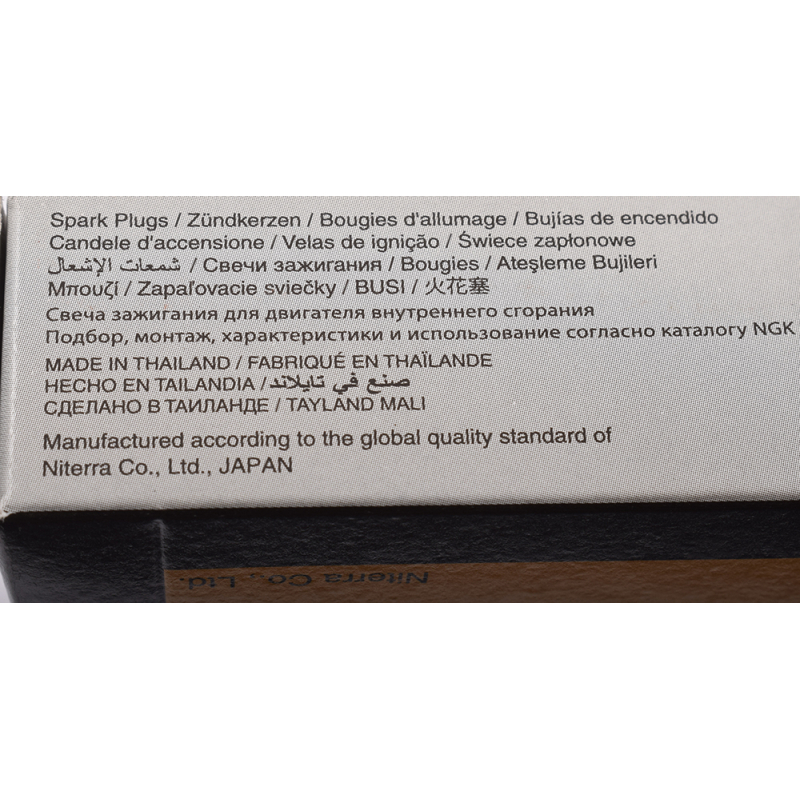 Spark Plugs / Zündkerzen / Bougies d'allumage / Bujías de encendido
Candele d'accensione / Velas de ignição / Świece zapłonowe
شمعات الإشعال / Свечи зажигания / Bougies / Ateşleme Bujileri
Μπουζί / Zapaľovacie sviečky / BUSI / 火花塞
Свеча зажигания для двигателя внутреннего сгорания
Подбор, монтаж, характеристики и использование согласно каталогу NGK
MADE IN THAILAND / FABRIQUÉ EN THAÏLANDE
HECHO EN TAILANDIA / صنع في تايلاند
СДЕЛАНО В ТАИЛАНДЕ / TAYLAND MALI
Manufactured according to the global quality standard of
Niterra Co., Ltd., JAPAN
Niterra Co., Ltd.